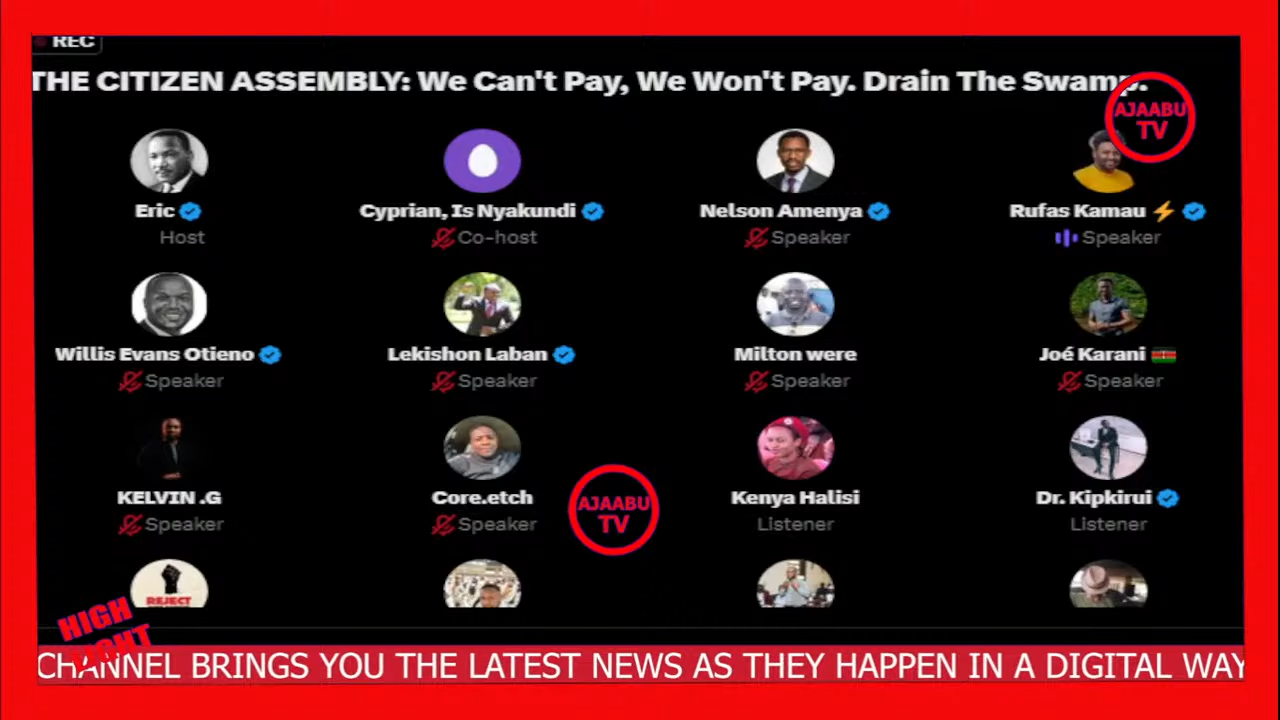 REC
THE CITIZEN ASSEMBLY: We Can't Pay, We Won't Pay. Drain The Swamp.
AJAABU
TV
Eric
Cyprian, Is Nyakundi
Nelson Amenya
Rufas Kamau
Host
Co-host
Speaker
Speaker
Willis Evans Otieno
Lekishon Laban
Milton were
Joé Karani
Speaker
Speaker
Speaker
Speaker
KELVIN .G
Core.etch
AJAABU
TV
Kenya Halisi
Dr. Kipkirui
Speaker
Speaker
Listener
Listener
REJECT
HIGH
CHANNEL BRINGS YOU THE LATEST NEWS AS THEY HAPPEN IN A DIGITAL WAY